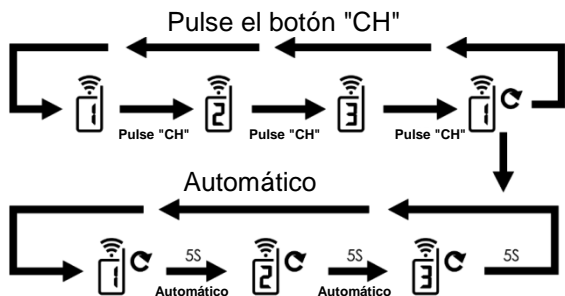 Pulse el botón "CH"
1 2 3 1
Pulse "CH" Pulse "CH" Pulse "CH"
Automático
1 5S 2 5S 3 5S
Automático Automático